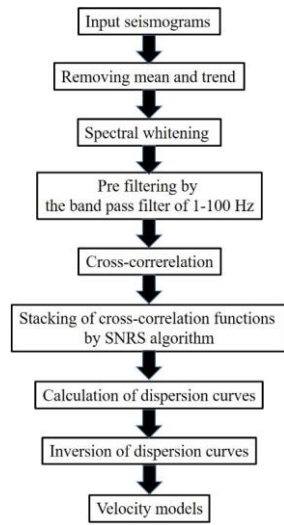 Input seismograms
Removing mean and trend
Spectral whitening
Pre filtering by
the band pass filter of 1-100 Hz
Cross-correrelation
Stacking of cross-correlation functions
by SNRS algorithm
Calculation of dispersion curves
Inversion of dispersion curves
Velocity models